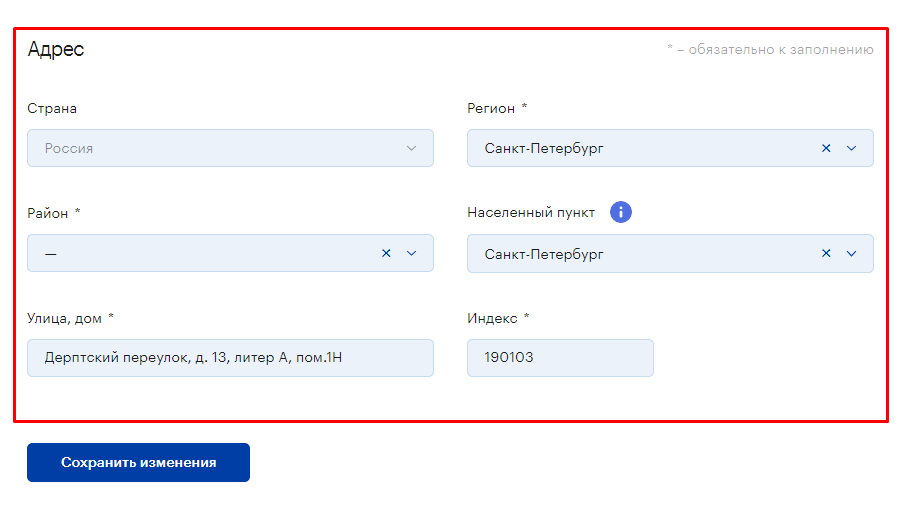 Адрес
* – обязательно к заполнению
Страна
Регион *
Россия
Санкт-Петербург
Район *
Населенный пункт
—
Санкт-Петербург
Улица, дом *
Индекс *
Дерптский переулок, д. 13, литер А, пом.1Н
190103
Сохранить изменения